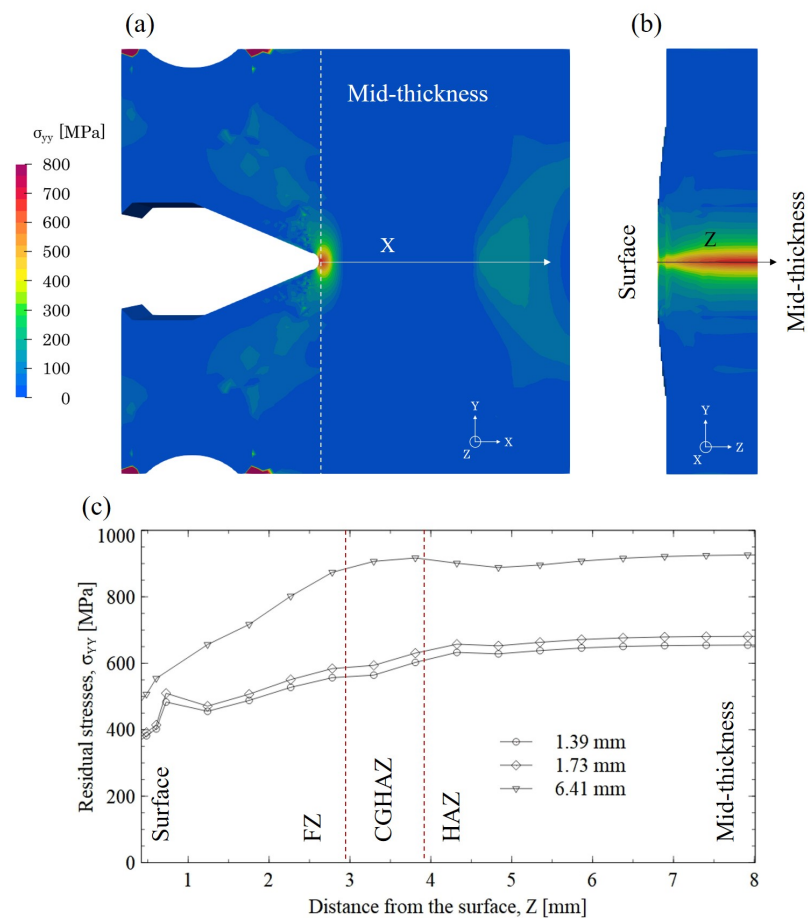 (a)
(b)
Mid-thickness
σyy [MPa]
800
700
600
500
400
300
200
100
0
X
Y
X
Z
Surface
Z
Mid-thickness
Y
Z
X
(c)
1000
800
600
400
200
0
Residual stresses, σYY [MPa]
Surface
FZ
CGHAZ
HAZ
Mid-thickness
1.39 mm
1.73 mm
6.41 mm
1 2 3 4 5 6 7 8
Distance from the surface, Z [mm]